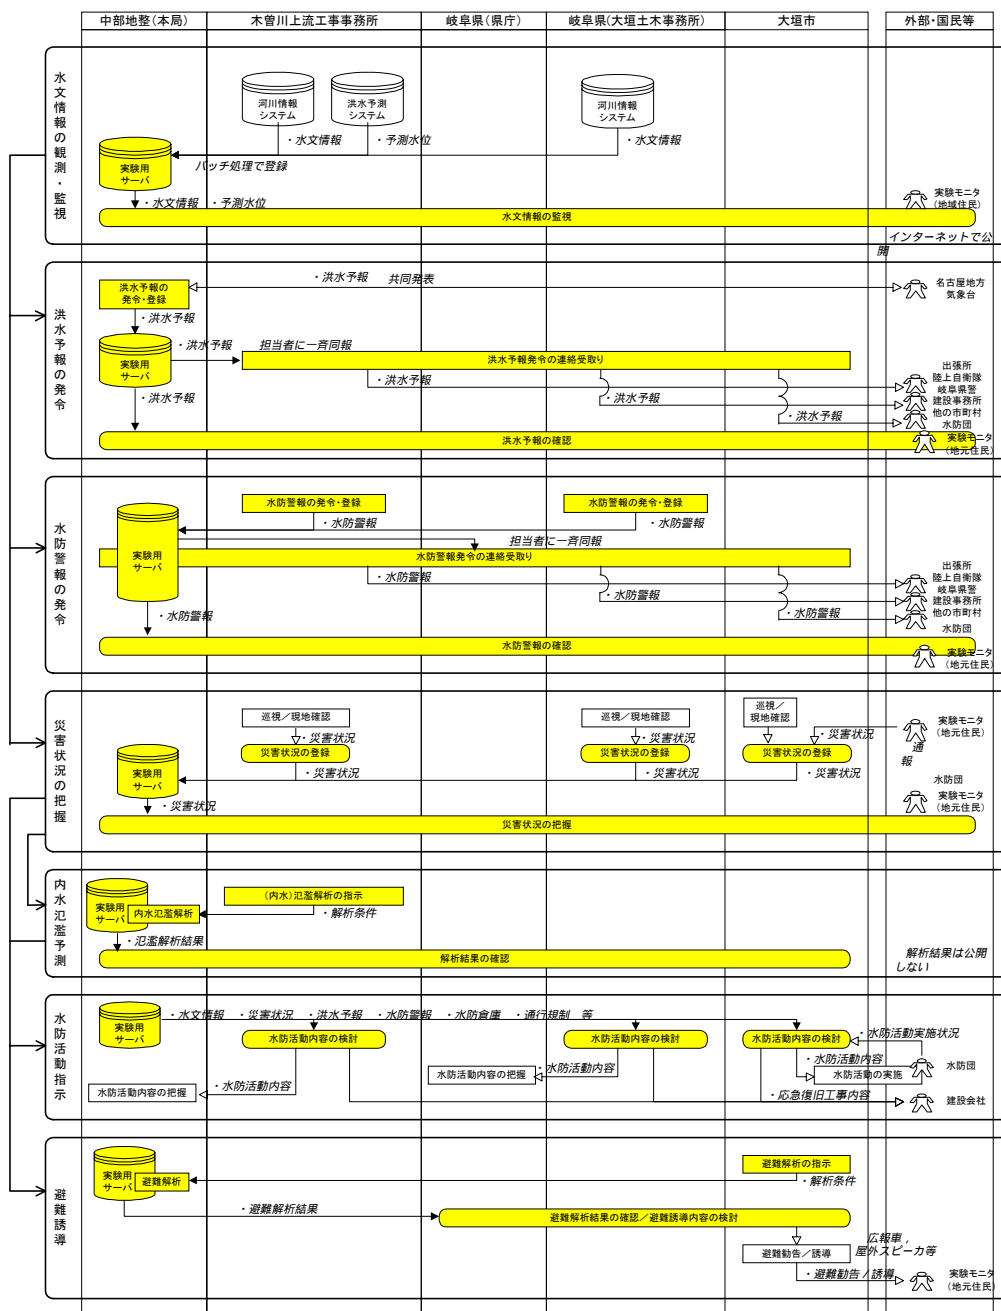 中部地整（本局）
木曽川上流工事事務所
岐阜県（県庁）
岐阜県（大垣土木事務所）
大垣市
外部・国民等
水文情報の観測・監視
河川情報
システム
洪水予測
システム
河川情報
システム
・水文情報
・予測水位
・水文情報
バッチ処理で登録
実験用
サーバ
・水文情報 ・予測水位
水文情報の監視
実験モニタ
（地域住民）
インターネットで公
開
洪水予報の発令
洪水予報の
発令・登録
・洪水予報 共同発表
名古屋地方
気象台
・洪水予報
実験用
サーバ
・洪水予報 担当者に一斉同報
洪水予報発令の連絡受取り
・洪水予報
・洪水予報
・洪水予報
・洪水予報
出張所
陸上自衛隊
岐阜県警
建設事務所
他の市町村
水防団
洪水予報の確認
実験モニタ
（地元住民）
水防警報の発令
水防警報の発令・登録
水防警報の発令・登録
・水防警報
・水防警報
実験用
サーバ
担当者に一斉同報
水防警報発令の連絡受取り
・水防警報
・水防警報
・水防警報
・水防警報
出張所
陸上自衛隊
岐阜県警
建設事務所
他の市町村
水防団
水防警報の確認
実験モニタ
（地元住民）
災害状況の把握
巡視／現地確認
巡視／現地確認
巡視／
現地確認
・災害状況
・災害状況
・災害状況
実験モニタ
（地元住民）
通
報
災害状況の登録
災害状況の登録
災害状況の登録
実験用
サーバ
・災害状況
・災害状況
・災害状況
・災害状況
水防団
実験モニタ
（地元住民）
災害状況の把握
内水氾濫予測
実験用
サーバ
内水氾濫解析
（内水）氾濫解析の指示
・解析条件
・氾濫解析結果
解析結果の確認
解析結果は公開
しない
水防活動指示
実験用
サーバ
・水文情報 ・災害状況 ・洪水予報 ・水防警報 ・水防倉庫 ・通行規制 等
水防活動内容の検討
水防活動内容の検討
水防活動内容の検討
・水防活動実施状況
・水防活動内容
・水防活動内容
・水防活動内容
水防活動内容の把握
水防活動内容の把握
水防活動の実施
水防団
・応急復旧工事内容
建設会社
避難誘導
実験用
サーバ
避難解析
避難解析の指示
・解析条件
・避難解析結果
避難解析結果の確認／避難誘導内容の検討
避難勧告／誘導
広報車，
屋外スピーカ等
・避難勧告／誘導
実験モニタ
（地元住民）